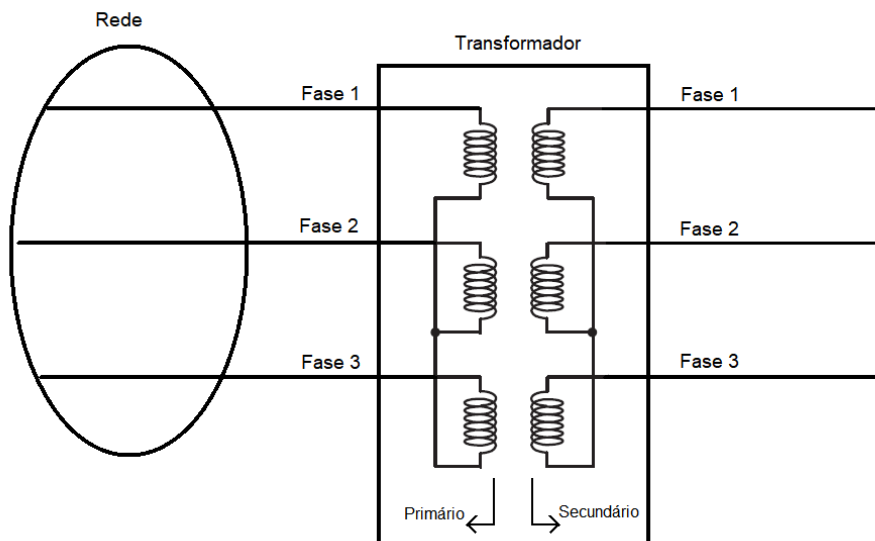 Rede
Transformador
Fase 1
Fase 1
Fase 2
Fase 2
Fase 3
Fase 3
Primário
Secundário